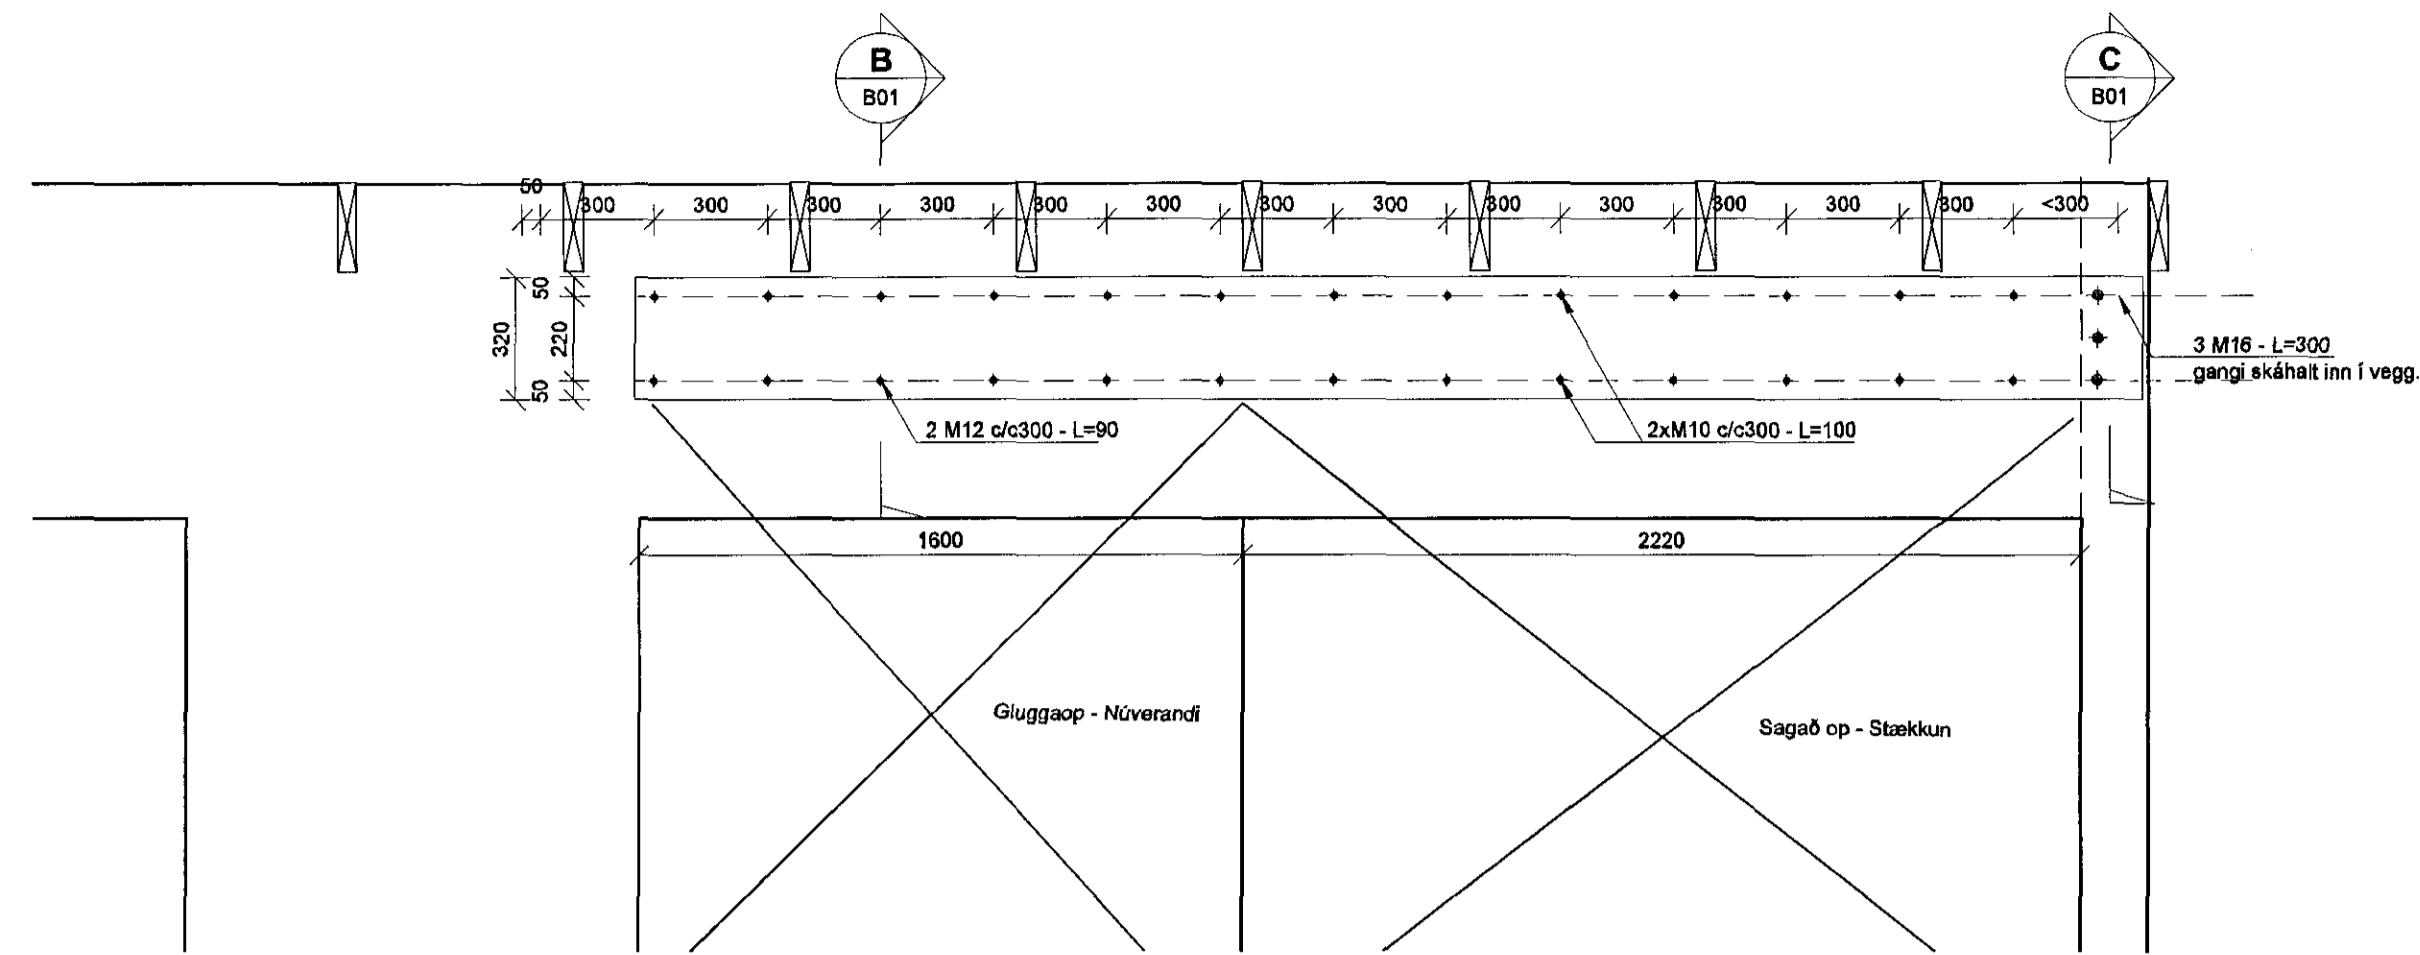 B
B01
C
B01
50
300 300 300 300 300 300 300 300 300 300 300 300 300 <300
50
320
220
50
3 M16 - L=300
gangi skáhalt inn í vegg.
2 M12 c/c300 - L=90
2xM10 c/c300 - L=100
1600
2220
Gluggaop - Núverandi
Sagað op - Stækkun